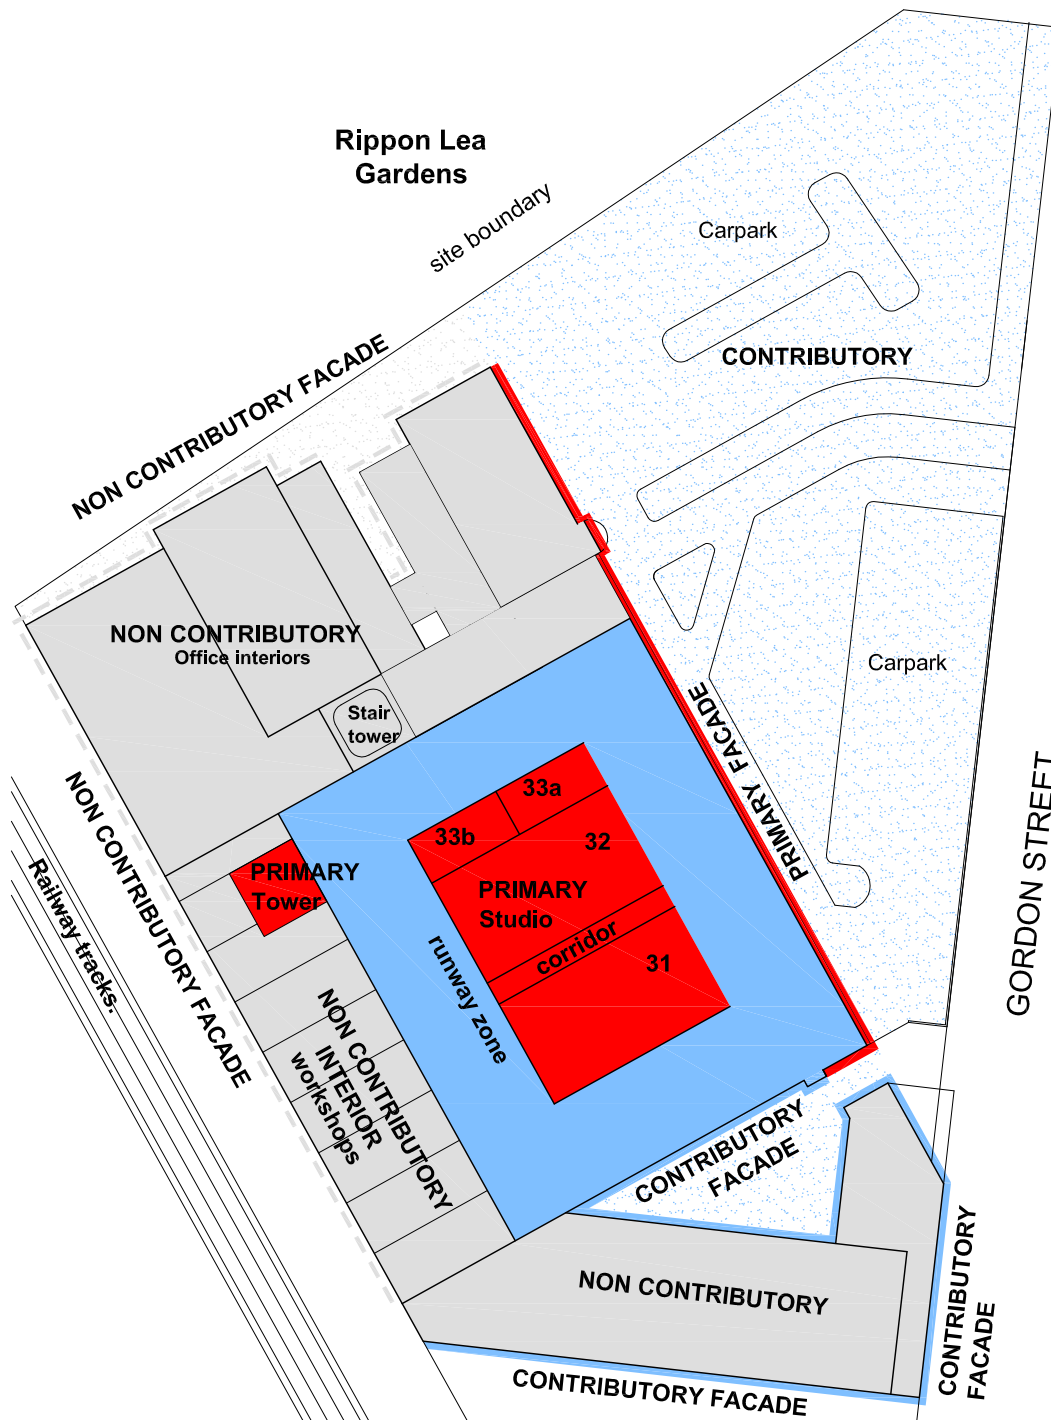 Rippon Lea
Gardens
site boundary
Carpark
CONTRIBUTORY
NON CONTRIBUTORY FACADE
NON CONTRIBUTORY
Office interiors
Carpark
Stair
tower
PRIMARY FACADE
GORDON STREET
33a
33b
32
PRIMARY
Tower
PRIMARY
Studio
corridor
31
runway zone
NON CONTRIBUTORY FACADE
Railway tracks.
NON CONTRIBUTORY
INTERIOR
workshops
CONTRIBUTORY
FACADE
NON CONTRIBUTORY
CONTRIBUTORY
FACADE
CONTRIBUTORY FACADE